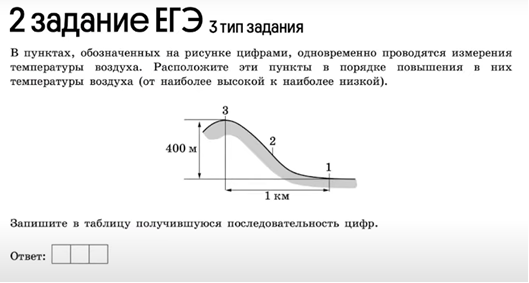 2 задание ЕГЭ 3 тип задания
В пунктах, обозначенных на рисунке цифрами, одновременно проводятся измерения
температуры воздуха. Расположите эти пункты в порядке повышения в них
температуры воздуха (от наиболее высокой к наиболее низкой).
3
400 м
2
1
1 км
Запишите в таблицу получившуюся последовательность цифр.
Ответ: